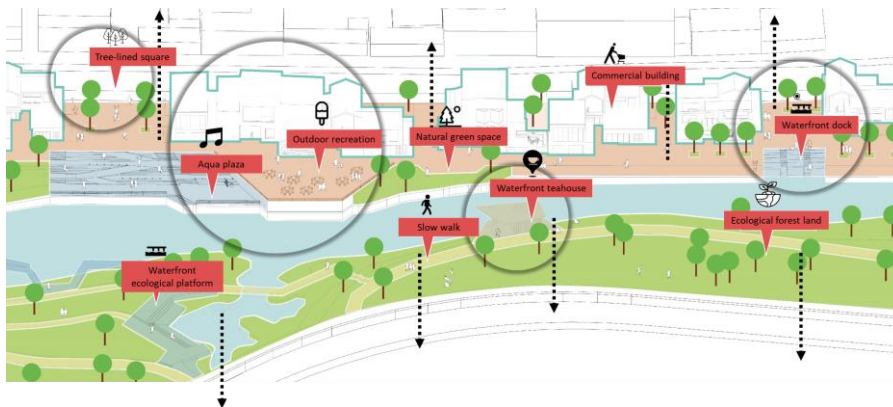 Tree-lined square
Commercial building
Outdoor recreation
Natural green space
Waterfront dock
Aqua plaza
Waterfront teahouse
Slow walk
Ecological forest land
Waterfront
ecological platform